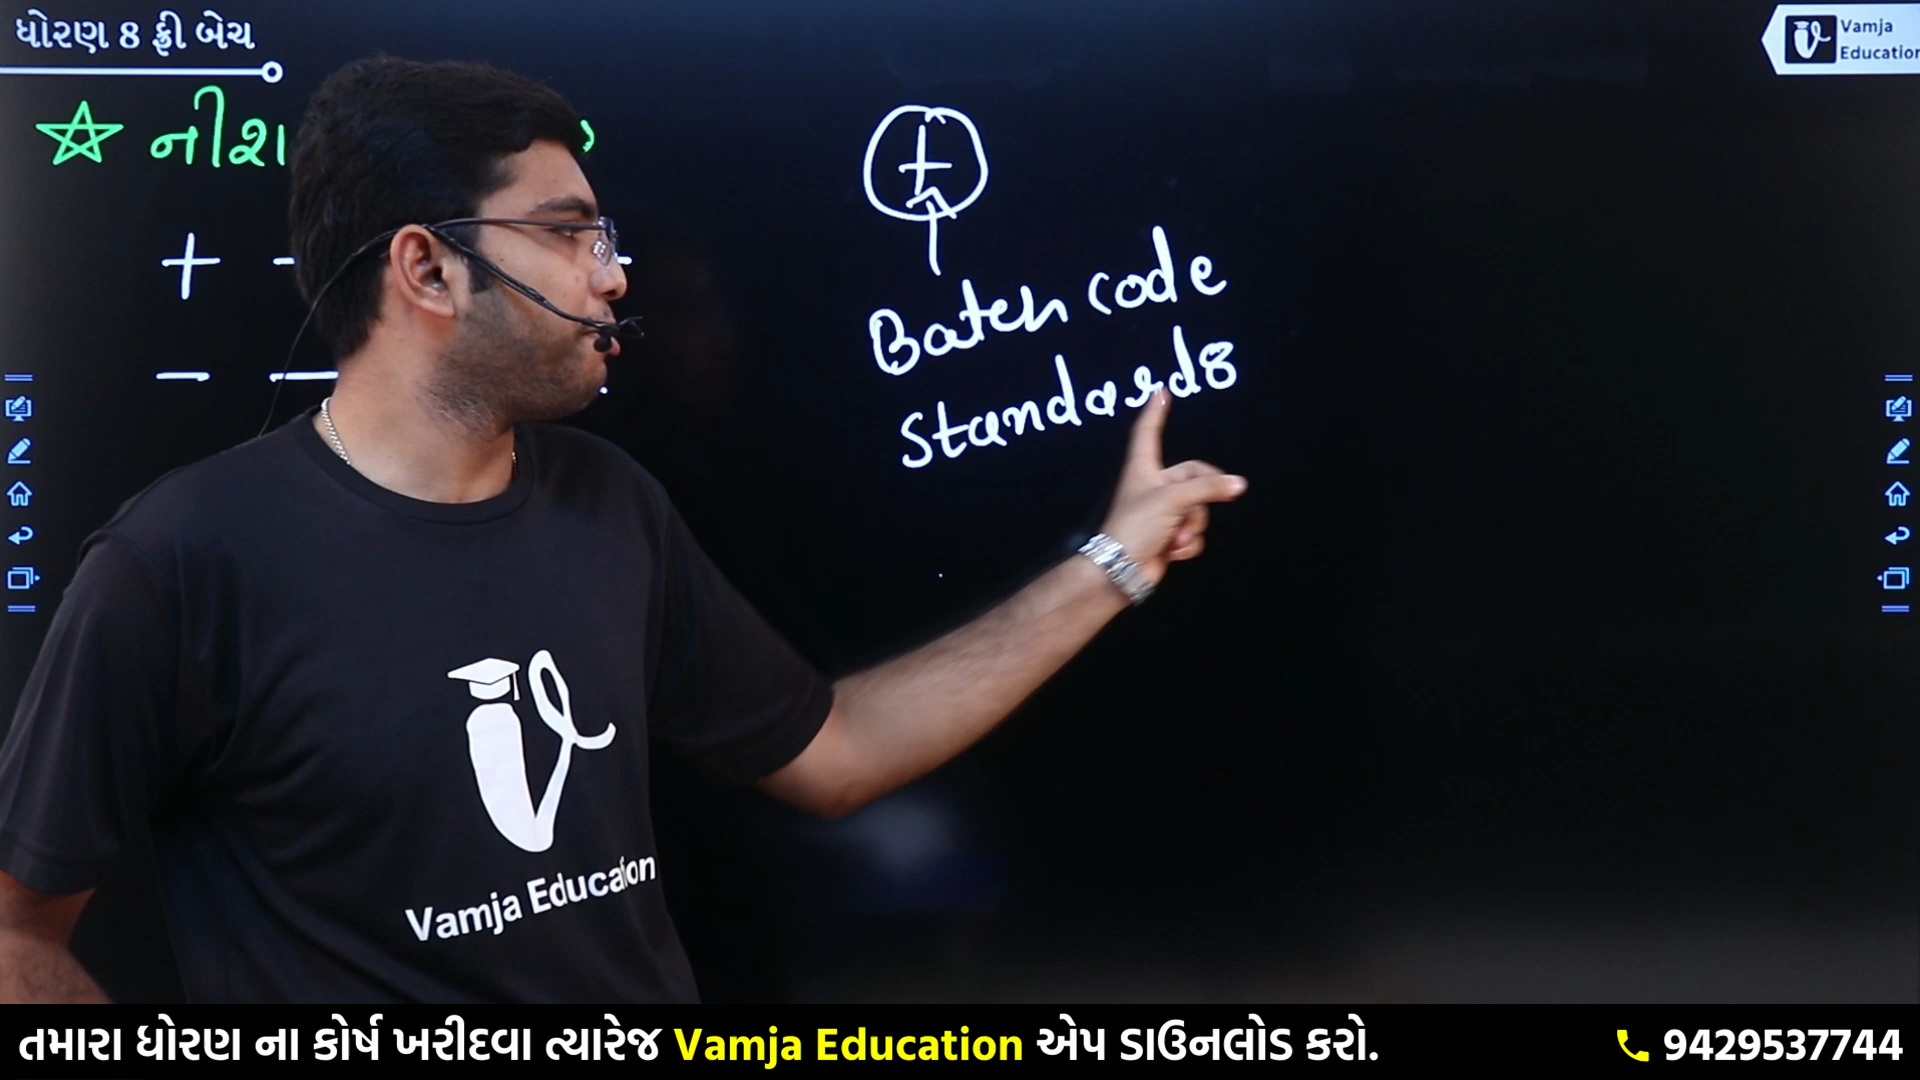 ધોરણ 8 ફ્રી બેચ
Vamja
Education
નીશા
+
+ -
Batch code
- -
standard8
Vamja Education
તમારા ધોરણ ના કોર્ષ ખરીદવા ત્યારેજ Vamja Education એપ ડાઉનલોડ કરો.
9429537744